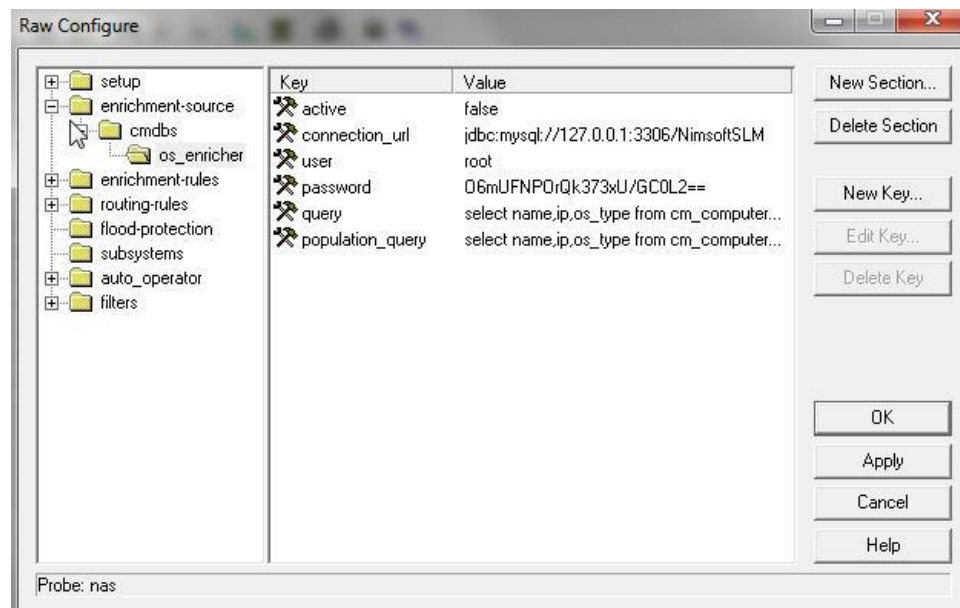 Raw Configure
setup
enrichment-source
cmdbs
os_enricher
enrichment-rules
routing-rules
flood-protection
subsystems
auto_operator
filters
Key Value
active false
connection_url jdbc:mysql://127.0.0.1:3306/NimsoftSLM
user root
password O6mUFNPOrQk373xU/GC0L2==
query select name,ip,os_type from cm_computer...
population_query select name,ip,os_type from cm_computer...
New Section...
Delete Section
New Key...
Edit Key...
Delete Key
OK
Apply
Cancel
Help
Probe: nas